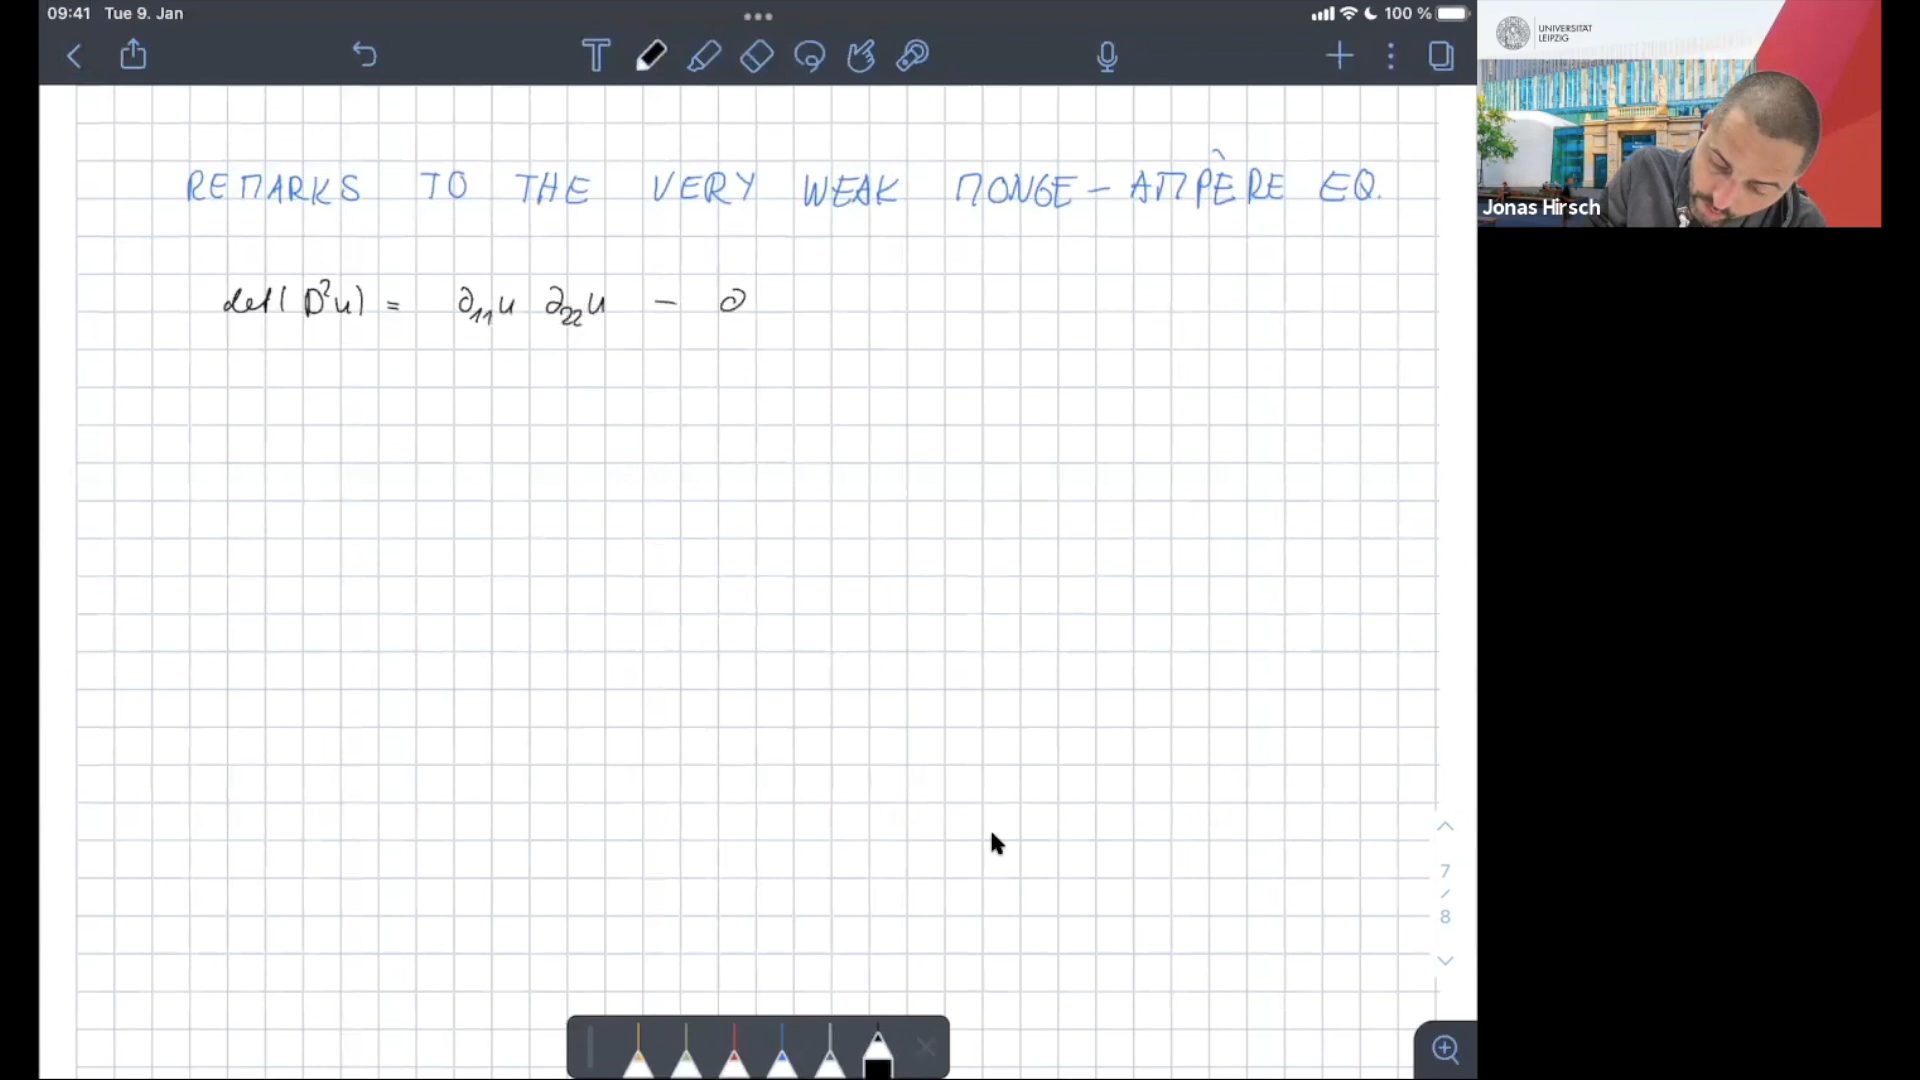 09:41 Tue 9. Jan
100 %
UNIVERSITÄT
LEIPZIG
Jonas Hirsch
REMARKS TO THE VERY WEAK MONGE-AMPÈRE EQ.
det(D²u) = ∂₁₁u ∂₂₂u − ∂
7
/
8